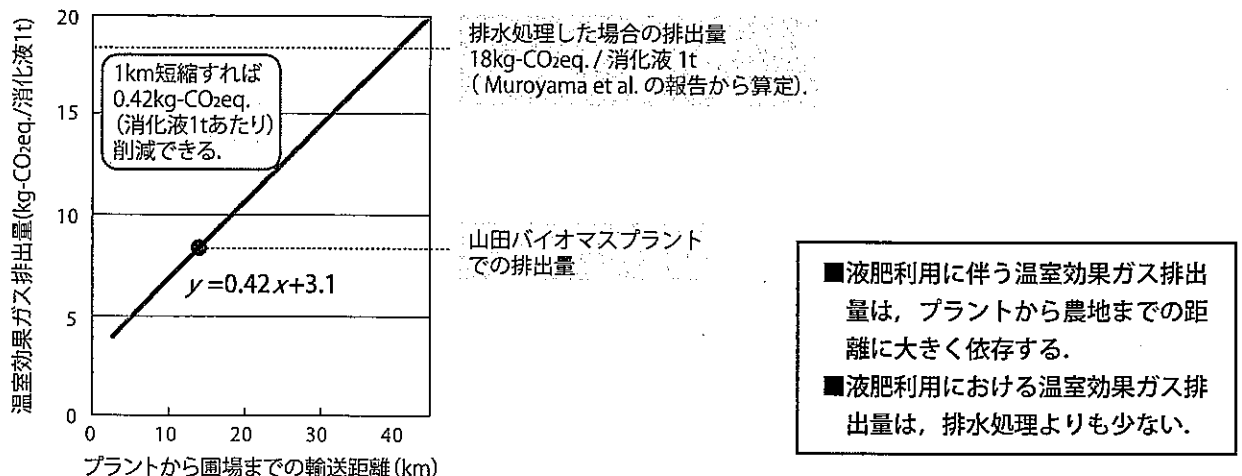 温室効果ガス排出量(kg-CO₂eq./消化液1t)
20
15
10
5
0
0
10
20
30
40
プラントから圃場までの輸送距離(km)
1km短縮すれば
0.42kg-CO₂eq.
(消化液1tあたり)
削減できる.
y=0.42x+3.1
排水処理した場合の排出量
18kg-CO₂eq. / 消化液 1t
( Muroyama et al. の報告から算定).
山田バイオマスプラント
での排出量
■液肥利用に伴う温室効果ガス排出
量は，プラントから農地までの距
離に大きく依存する.
■液肥利用における温室効果ガス排
出量は，排水処理よりも少ない.